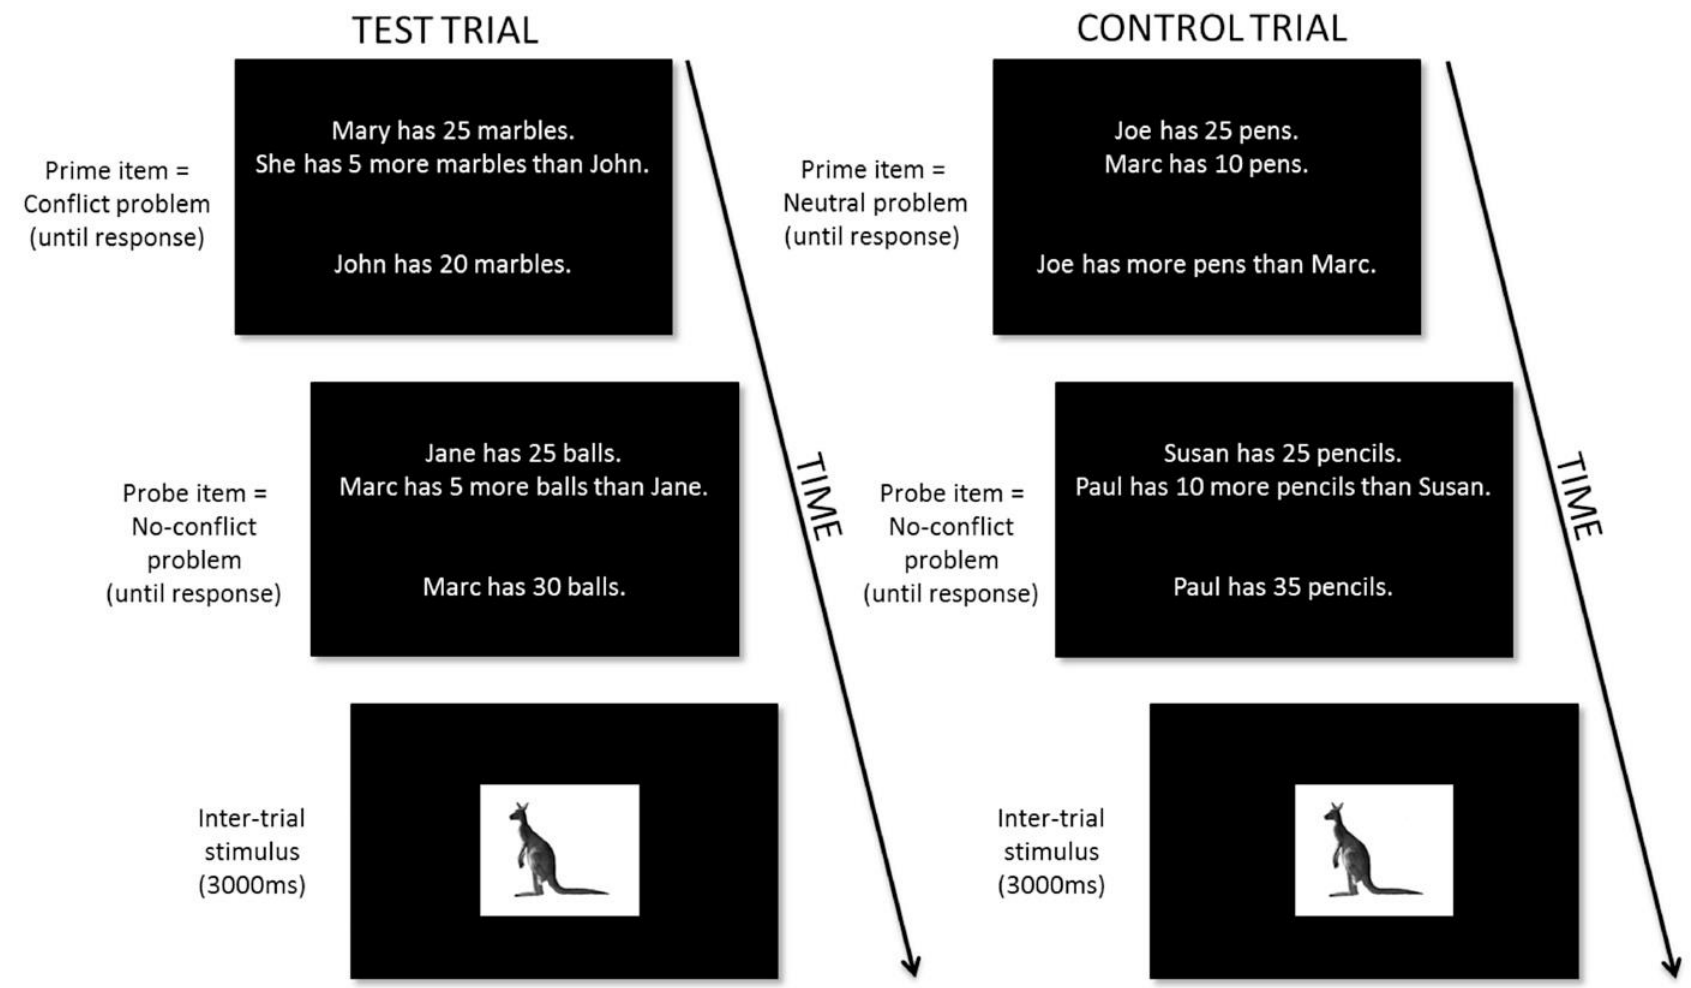 TEST TRIAL
Prime item =
Conflict problem
(until response)
Mary has 25 marbles.
She has 5 more marbles than John.
John has 20 marbles.
Probe item =
No-conflict
problem
(until response)
Jane has 25 balls.
Marc has 5 more balls than Jane.
Marc has 30 balls.
Inter-trial
stimulus
(3000ms)
TIME
CONTROL TRIAL
Prime item =
Neutral problem
(until response)
Joe has 25 pens.
Marc has 10 pens.
Joe has more pens than Marc.
Probe item =
No-conflict
problem
(until response)
Susan has 25 pencils.
Paul has 10 more pencils than Susan.
Paul has 35 pencils.
Inter-trial
stimulus
(3000ms)
TIME